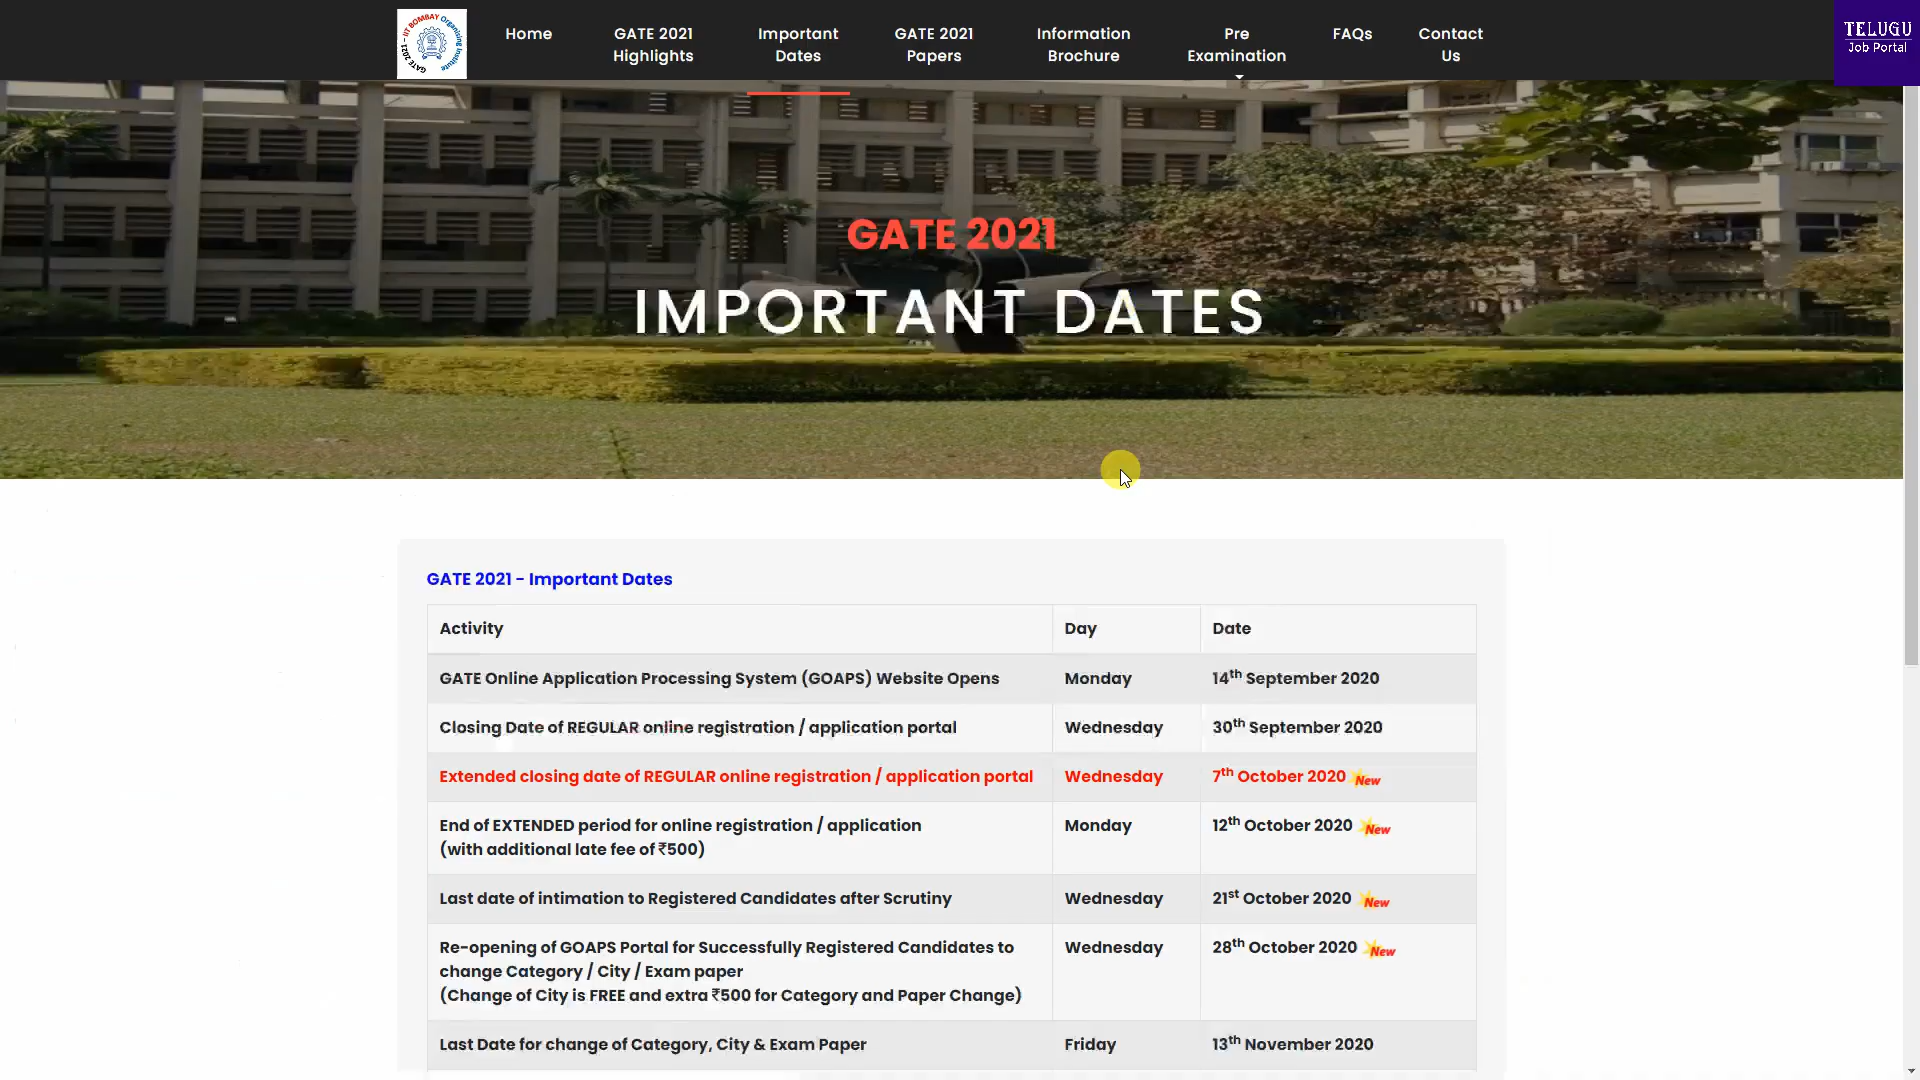 GATE 2021 - IIT BOMBAY Organising Institute
Home
GATE 2021
Highlights
Important
Dates
GATE 2021
Papers
Information
Brochure
Pre
Examination
FAQs
Contact
Us
TELUGU
Job Portal
GATE 2021
IMPORTANT DATES
GATE 2021 - Important Dates
Activity Day Date
GATE Online Application Processing System (GOAPS) Website Opens Monday 14th September 2020
Closing Date of REGULAR online registration / application portal Wednesday 30th September 2020
Extended closing date of REGULAR online registration / application portal Wednesday 7th October 2020 New
End of EXTENDED period for online registration / application Monday 12th October 2020 New
(with additional late fee of ₹500)
Last date of intimation to Registered Candidates after Scrutiny Wednesday 21st October 2020 New
Re-opening of GOAPS Portal for Successfully Registered Candidates to Wednesday 28th October 2020 New
change Category / City / Exam paper
(Change of City is FREE and extra ₹500 for Category and Paper Change)
Last Date for change of Category, City & Exam Paper Friday 13th November 2020